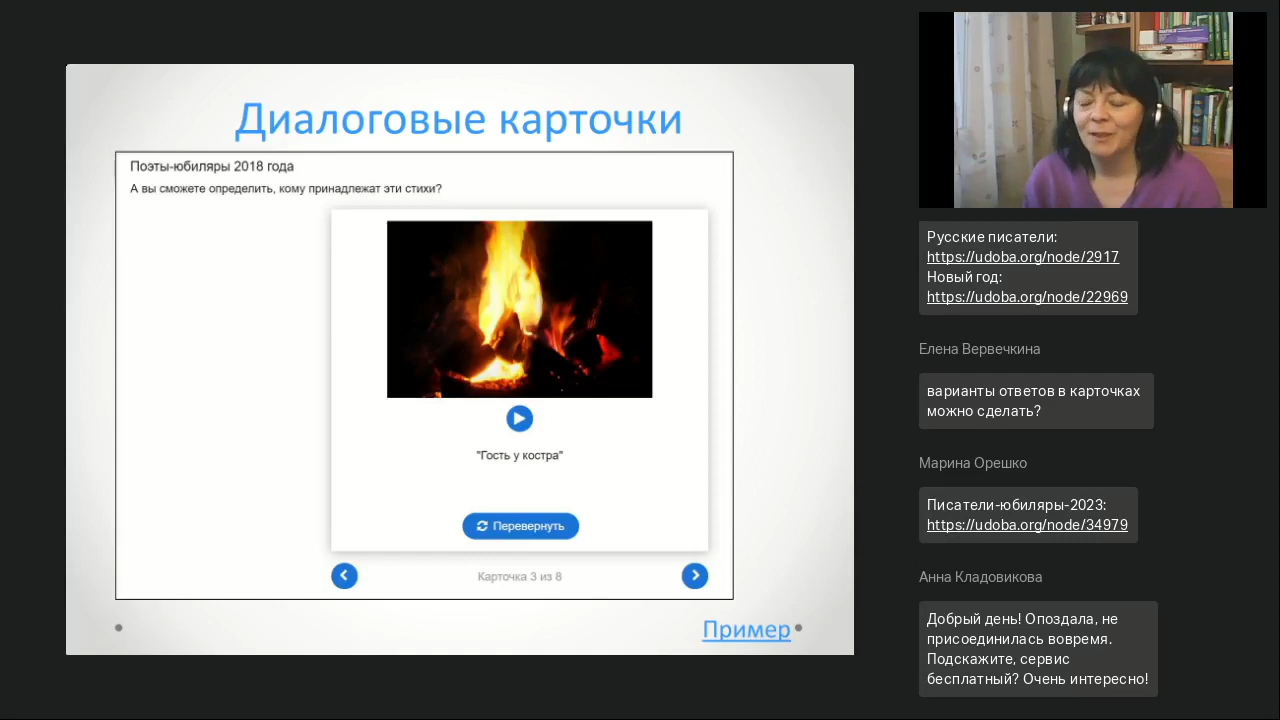 Диалоговые карточки
Поэты-юбиляры 2018 года
А вы сможете определить, кому принадлежат эти стихи?
"Гость у костра"
Перевернуть
Карточка 3 из 8
Пример
Русские писатели:
https://udoba.org/node/2917
Новый год:
https://udoba.org/node/22969
Елена Вервечкина
варианты ответов в карточках
можно сделать?
Марина Орешко
Писатели-юбиляры-2023:
https://udoba.org/node/34979
Анна Кладовикова
Добрый день! Опоздала, не
присоединилась вовремя.
Подскажите, сервис
бесплатный? Очень интересно!